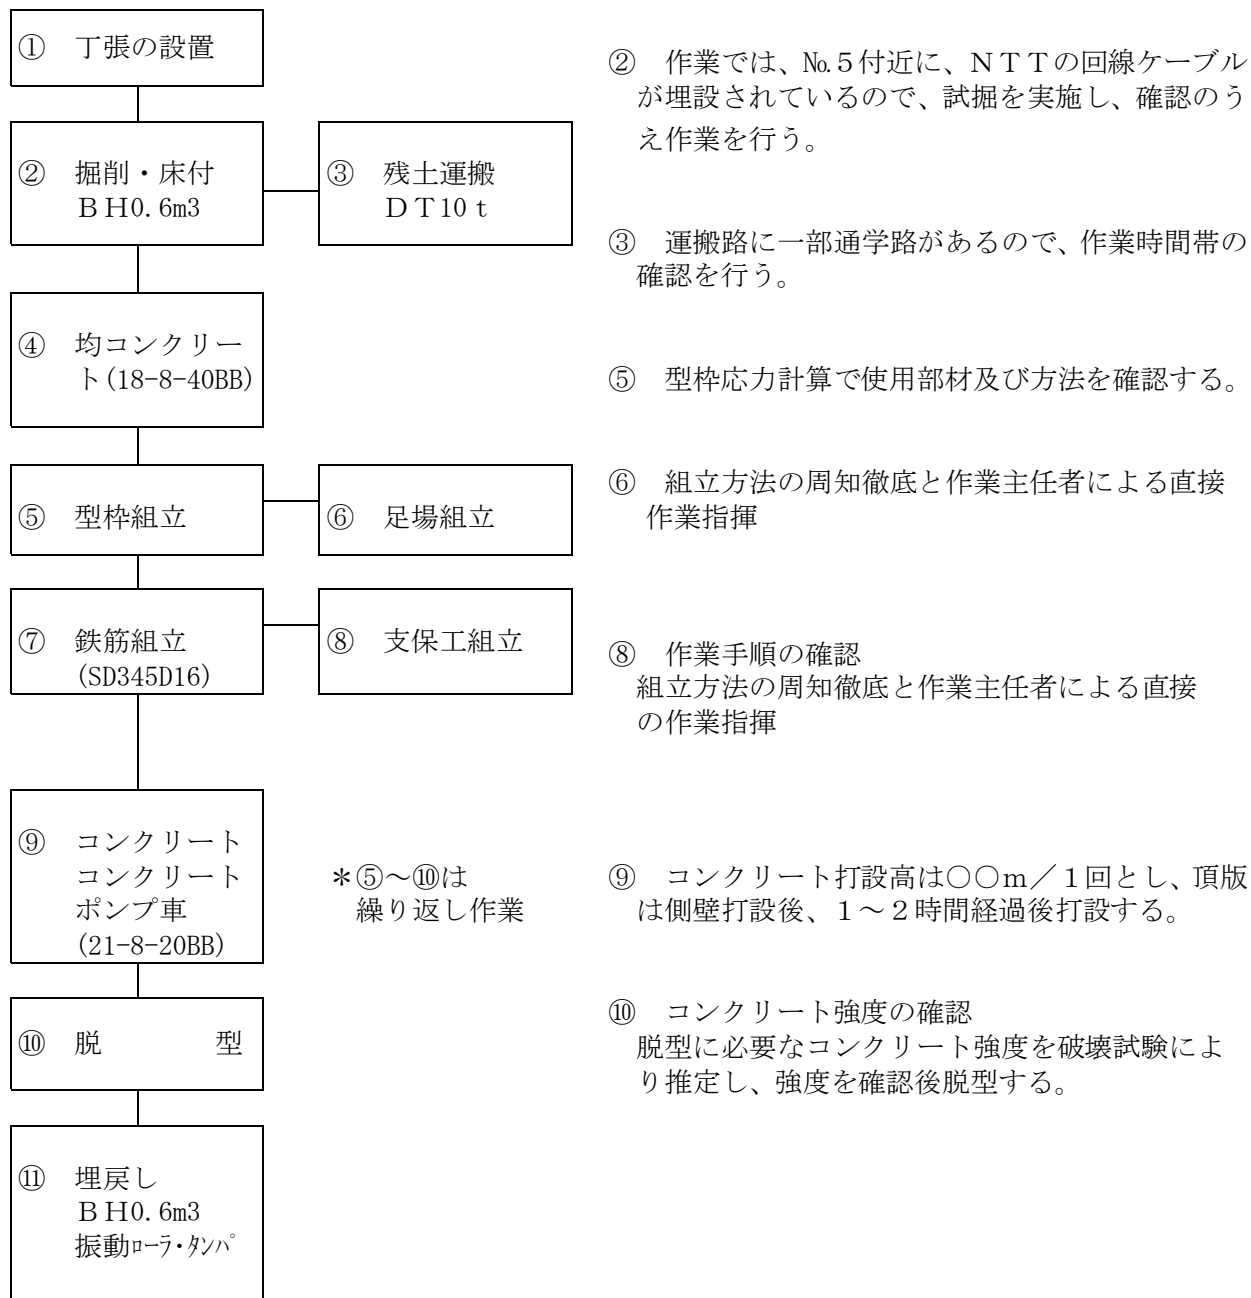 ① 丁張の設置
② 掘削・床付
ＢＨ0.6m3
③ 残土運搬
ＤＴ10ｔ
④ 均コンクリー
ト(18-8-40BB)
⑤ 型枠組立
⑥ 足場組立
⑦ 鉄筋組立
(SD345D16)
⑧ 支保工組立
⑨ コンクリート
コンクリート
ポンプ車
(21-8-20BB)
＊⑤～⑩は
繰り返し作業
⑩ 脱　　　型
⑪ 埋戻し
ＢＨ0.6m3
振動ﾛｰﾗ・ﾀﾝﾊﾟ
② 作業では、№５付近に、ＮＴＴの回線ケーブル
が埋設されているので、試掘を実施し、確認のう
え作業を行う。
③ 運搬路に一部通学路があるので、作業時間帯の
確認を行う。
⑤ 型枠応力計算で使用部材及び方法を確認する。
⑥ 組立方法の周知徹底と作業主任者による直接
作業指揮
⑧ 作業手順の確認
組立方法の周知徹底と作業主任者による直接
の作業指揮
⑨ コンクリート打設高は○○ｍ／１回とし、頂版
は側壁打設後、１～２時間経過後打設する。
⑩ コンクリート強度の確認
脱型に必要なコンクリート強度を破壊試験によ
り推定し、強度を確認後脱型する。